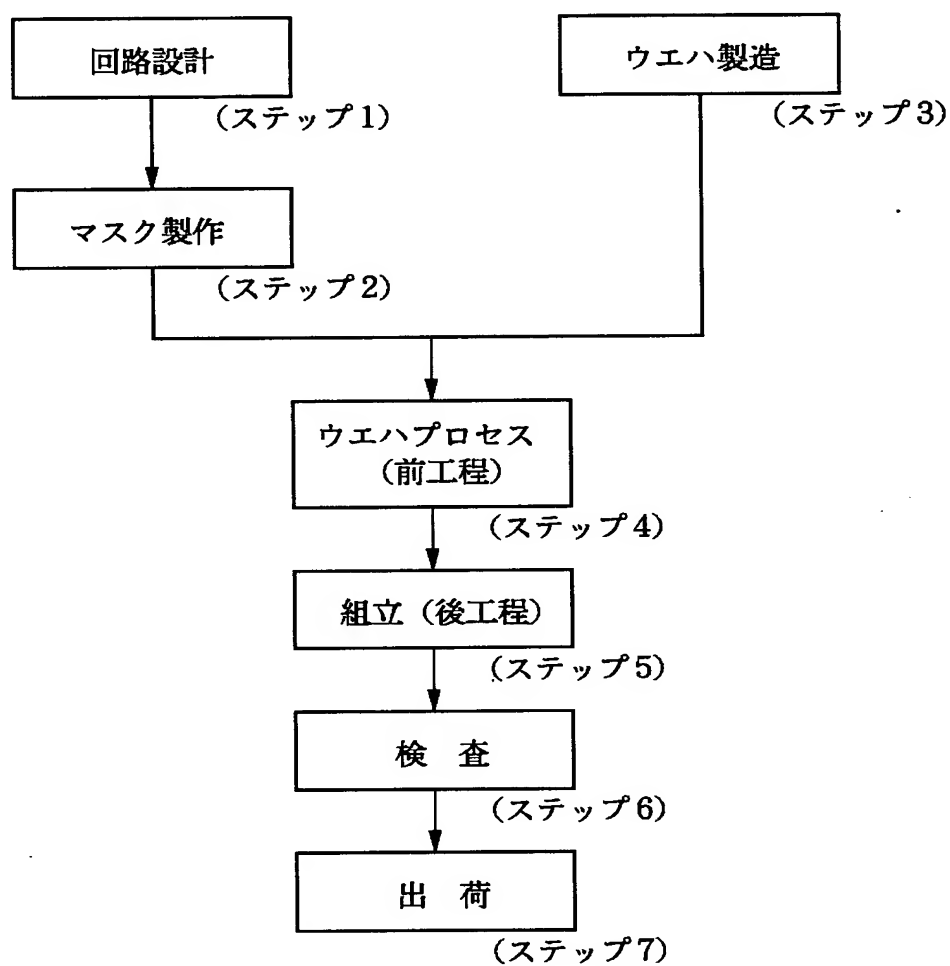 回路設計
(ステップ1)
ウエハ製造
(ステップ3)
マスク製作
(ステップ2)
ウエハプロセス
(前工程)
(ステップ4)
組立(後工程)
(ステップ5)
検 査
(ステップ6)
出 荷
(ステップ7)